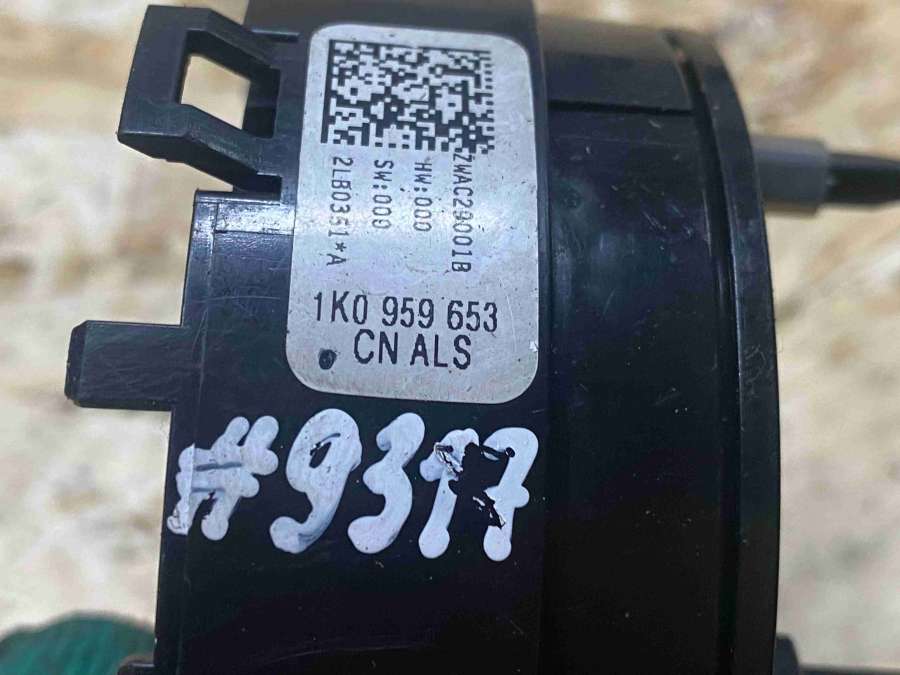 ZWAC29001B
HW:000
SW:000
2LB0351*A
1K0 959 653
CN ALS
#9317